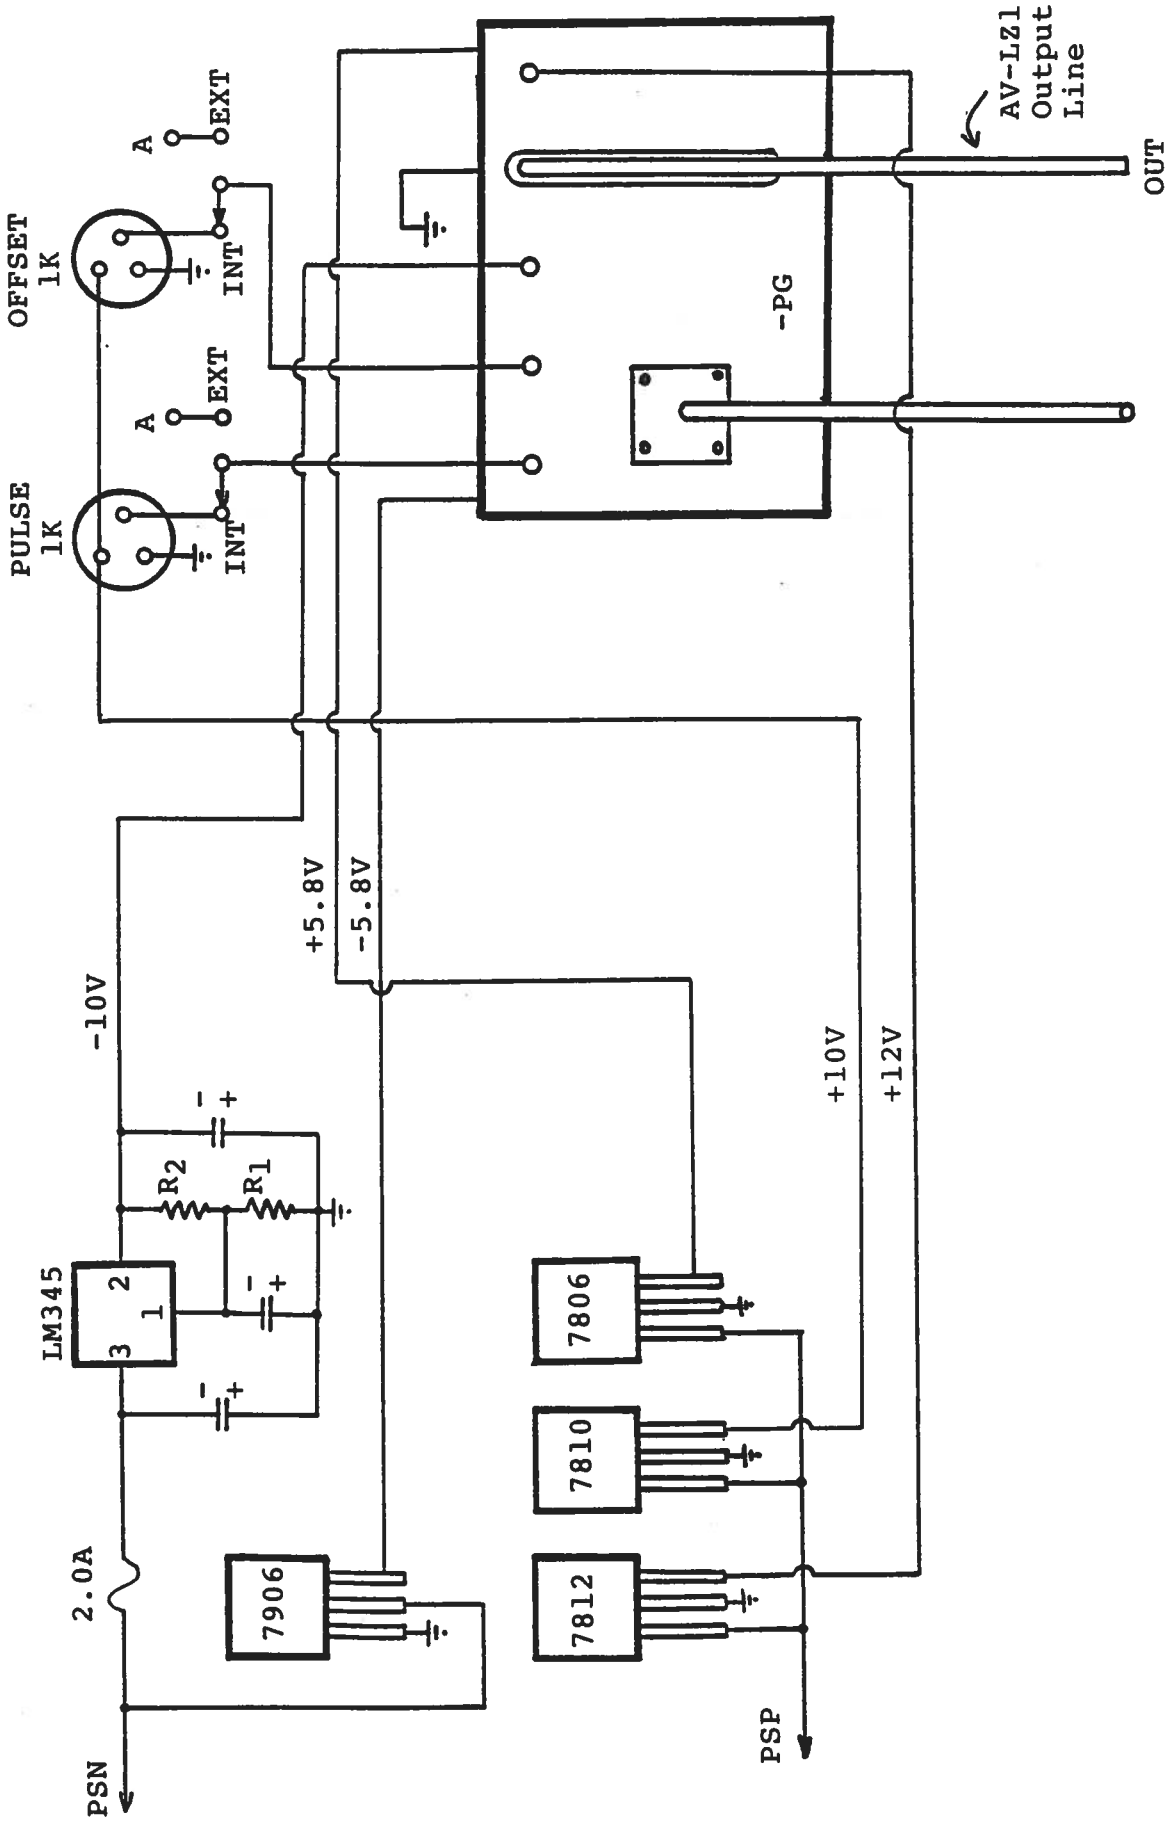 PSN
2.0A
LM345
3
2
1
R2
R1
-
+
-
+
-
+
-10V
PULSE
1K
INT
A
EXT
OFFSET
1K
INT
A
EXT
7906
+5.8V
-5.8V
7812
7810
7806
PSP
+10V
+12V
-PG
AV-LZ1
Output
Line
OUT